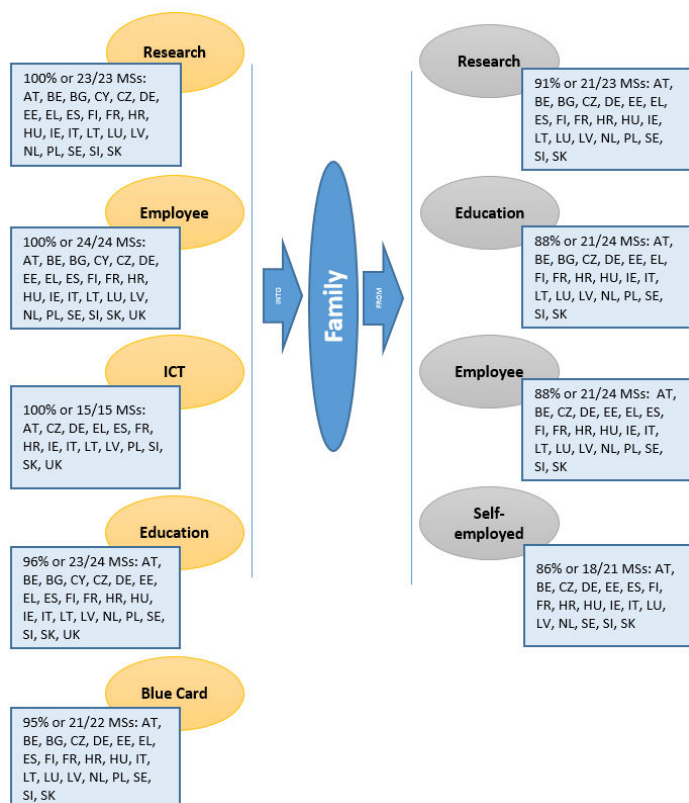 Research
100% or 23/23 MSs:
AT, BE, BG, CY, CZ, DE,
EE, EL, ES, FI, FR, HR,
HU, IE, IT, LT, LU, LV,
NL, PL, SE, SI, SK
Employee
100% or 24/24 MSs:
AT, BE, BG, CY, CZ, DE,
EE, EL, ES, FI, FR, HR,
HU, IE, IT, LT, LU, LV,
NL, PL, SE, SI, SK, UK
ICT
100% or 15/15 MSs:
AT, CZ, DE, EL, ES, FR,
HR, IE, IT, LT, LV, PL, SI,
SK, UK
Education
96% or 23/24 MSs: AT,
BE, BG, CY, CZ, DE, EE,
EL, ES, FI, FR, HR, HU,
IE, IT, LT, LV, NL, PL, SE,
SI, SK, UK
Blue Card
95% or 21/22 MSs: AT,
BE, BG, CZ, DE, EE, EL,
ES, FI, FR, HR, HU, IT,
LT, LU, LV, NL, PL, SE,
SI, SK
INTO
Family
FROM
Research
91% or 21/23 MSs: AT,
BE, BG, CZ, DE, EE, EL,
ES, FI, FR, HR, HU, IE,
LT, LU, LV, NL, PL, SE,
SI, SK
Education
88% or 21/24 MSs: AT,
BE, BG, CZ, DE, EE, EL,
FI, FR, HR, HU, IE, IT,
LT, LU, LV, NL, PL, SE,
SI, SK
Employee
88% or 21/24 MSs: AT,
BE, CZ, DE, EE, EL, ES,
FI, FR, HR, HU, IE, IT,
LT, LU, LV, NL, PL, SE,
SI, SK
Self-
employed
86% or 18/21 MSs: AT,
BE, CZ, DE, EE, ES, FI,
FR, HR, HU, IE, IT, LU,
LV, NL, SE, SI, SK